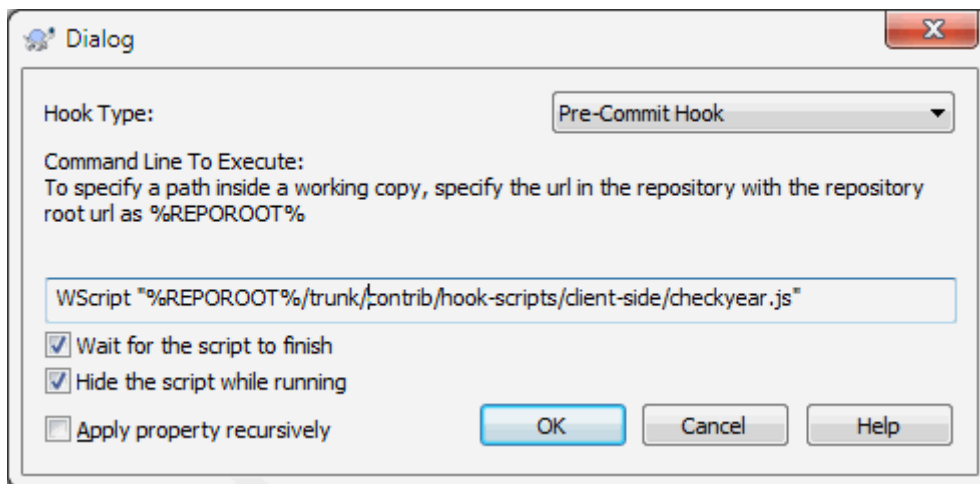 Dialog
Hook Type:
Pre-Commit Hook
Command Line To Execute:
To specify a path inside a working copy, specify the url in the repository with the repository
root url as %REPOROOT%
WScript "%REPOROOT%/trunk/contrib/hook-scripts/client-side/checkyear.js"
Wait for the script to finish
Hide the script while running
Apply property recursively
OK
Cancel
Help